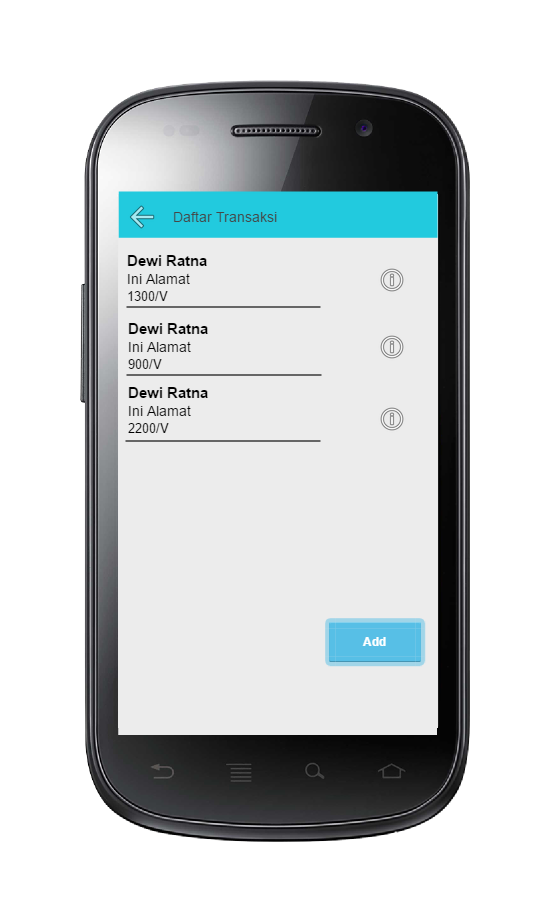 Daftar Transaksi
Dewi Ratna
Ini Alamat
1300/V
Dewi Ratna
Ini Alamat
900/V
Dewi Ratna
Ini Alamat
2200/V
Add